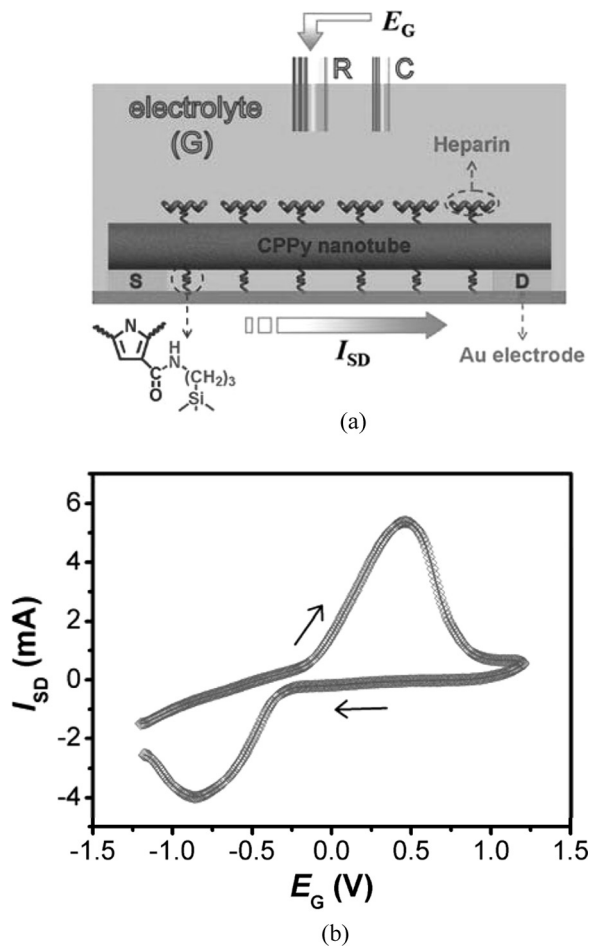 E_G
R C
electrolyte
(G)
Heparin
CPPy nanotube
S D
N
C N H
O (CH₂)₃
Si
I_SD
Au electrode
(a)
6
4
2
0
-2
-4
I_SD (mA)
-1.5 -1.0 -0.5 0.0 0.5 1.0 1.5
E_G (V)
(b)